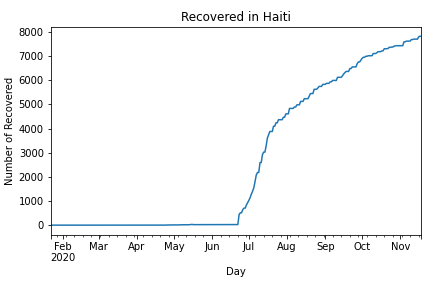 Recovered in Haiti
Number of Recovered
8000
7000
6000
5000
4000
3000
2000
1000
0
Feb Mar Apr May Jun Jul Aug Sep Oct Nov
2020
Day